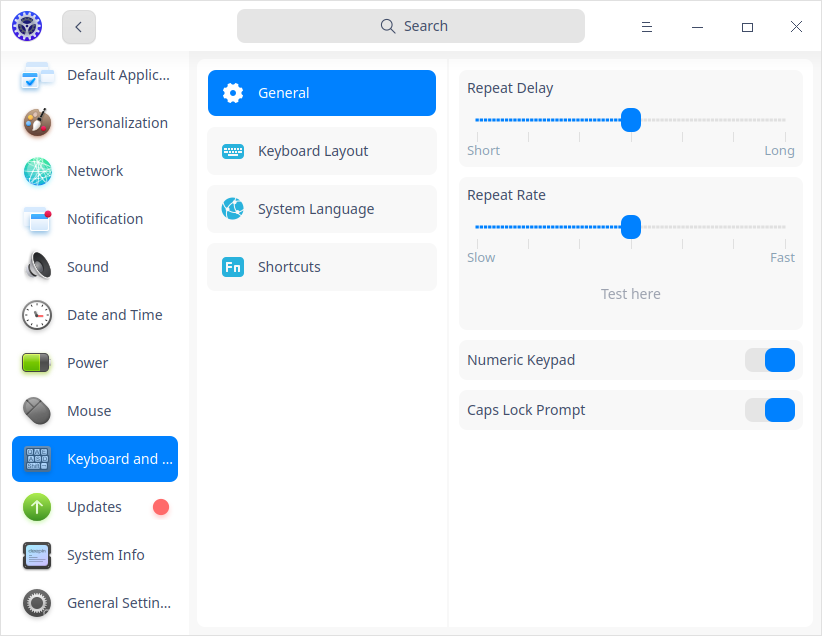 Search
Default Applic...
Personalization
Network
Notification
Sound
Date and Time
Power
Mouse
Keyboard and ...
Updates
System Info
General Settin...
General
Keyboard Layout
System Language
Fn
Shortcuts
Repeat Delay
Short
Long
Repeat Rate
Slow
Fast
Test here
Numeric Keypad
Caps Lock Prompt